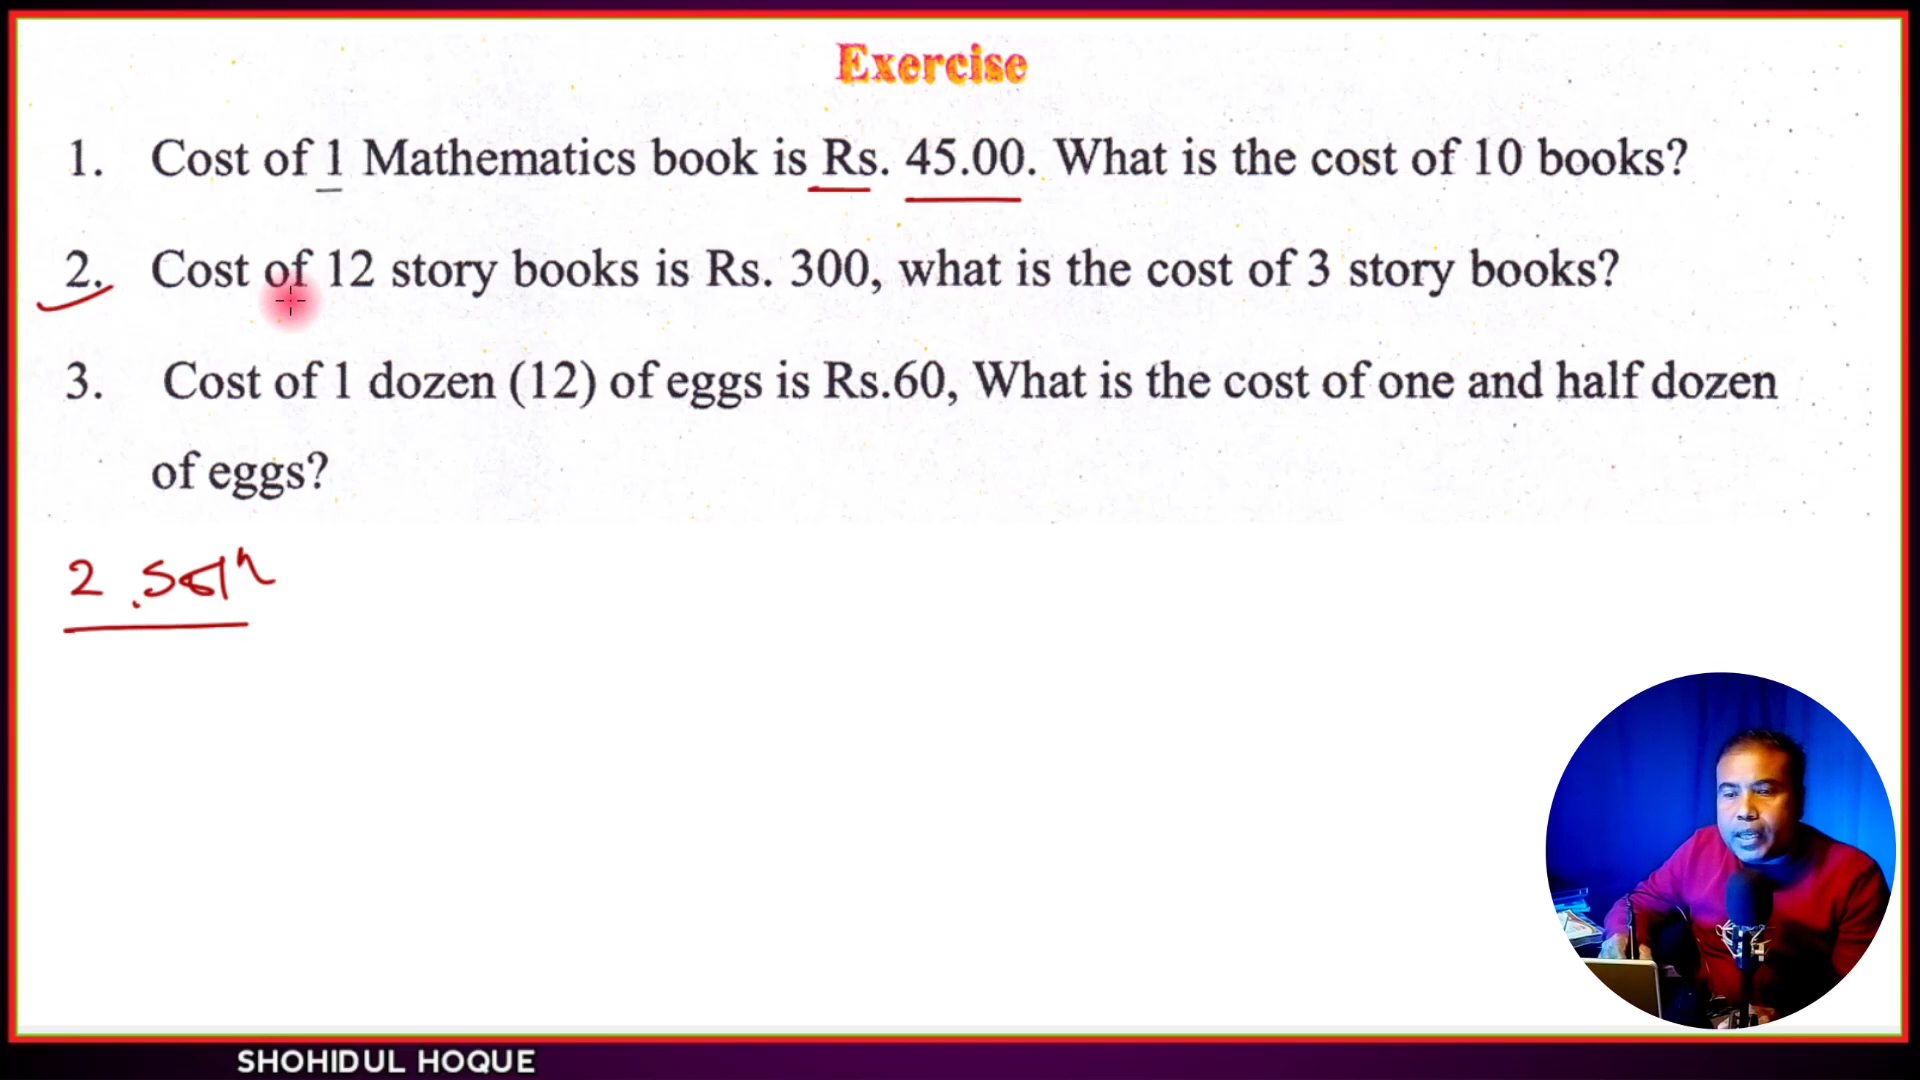 Exercise
1. Cost of 1 Mathematics book is Rs. 45.00. What is the cost of 10 books?
2. Cost of 12 story books is Rs. 300, what is the cost of 3 story books?
3. Cost of 1 dozen (12) of eggs is Rs.60, What is the cost of one and half dozen
of eggs?
2
SHOHIDUL HOQUE